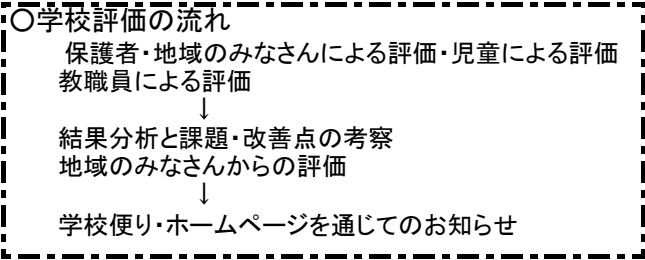 〇学校評価の流れ
保護者・地域のみなさんによる評価・児童による評価
教職員による評価
↓
結果分析と課題・改善点の考察
地域のみなさんからの評価
↓
学校便り・ホームページを通じてのお知らせ